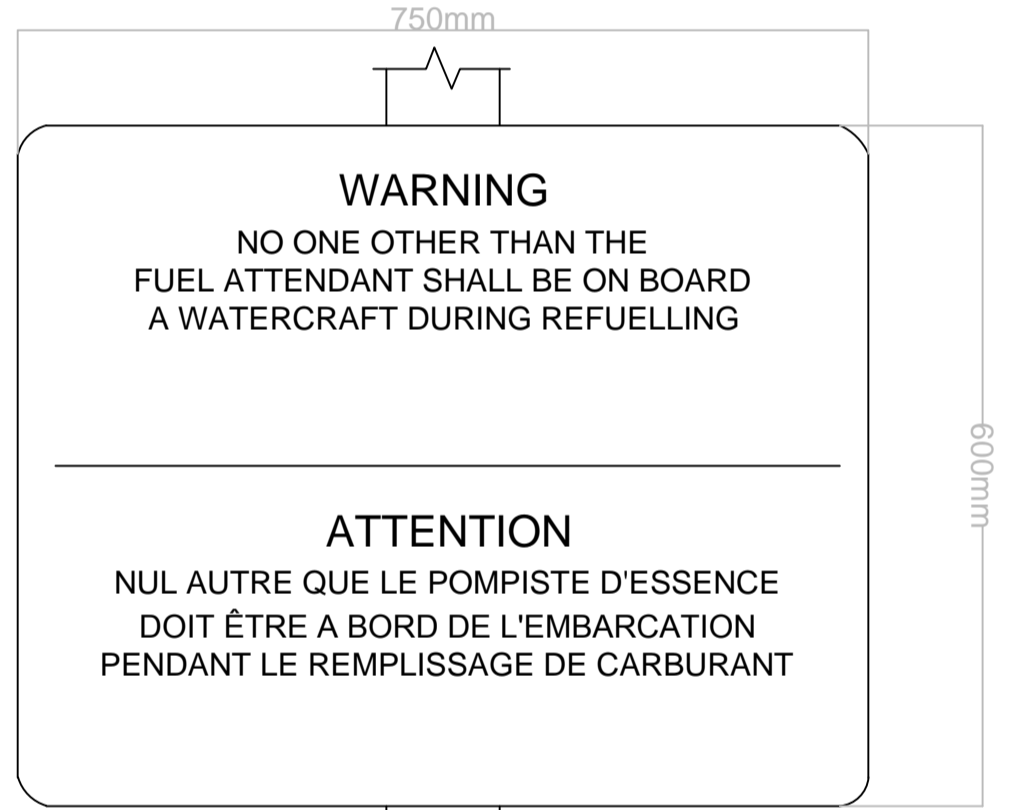 750mm
WARNING
NO ONE OTHER THAN THE
FUEL ATTENDANT SHALL BE ON BOARD
A WATERCRAFT DURING REFUELLING
600mm
ATTENTION
NUL AUTRE QUE LE POMPISTE D'ESSENCE
DOIT ÊTRE A BORD DE L'EMBARCATION
PENDANT LE REMPLISSAGE DE CARBURANT